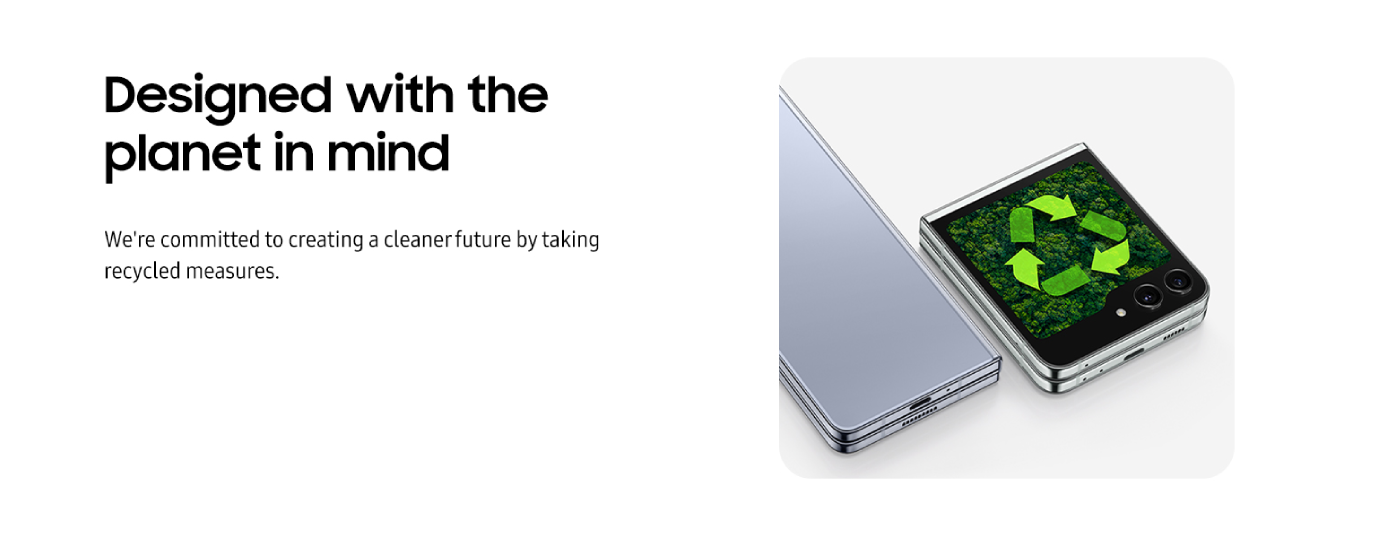 Designed with the
planet in mind
We're committed to creating a cleaner future by taking
recycled measures.